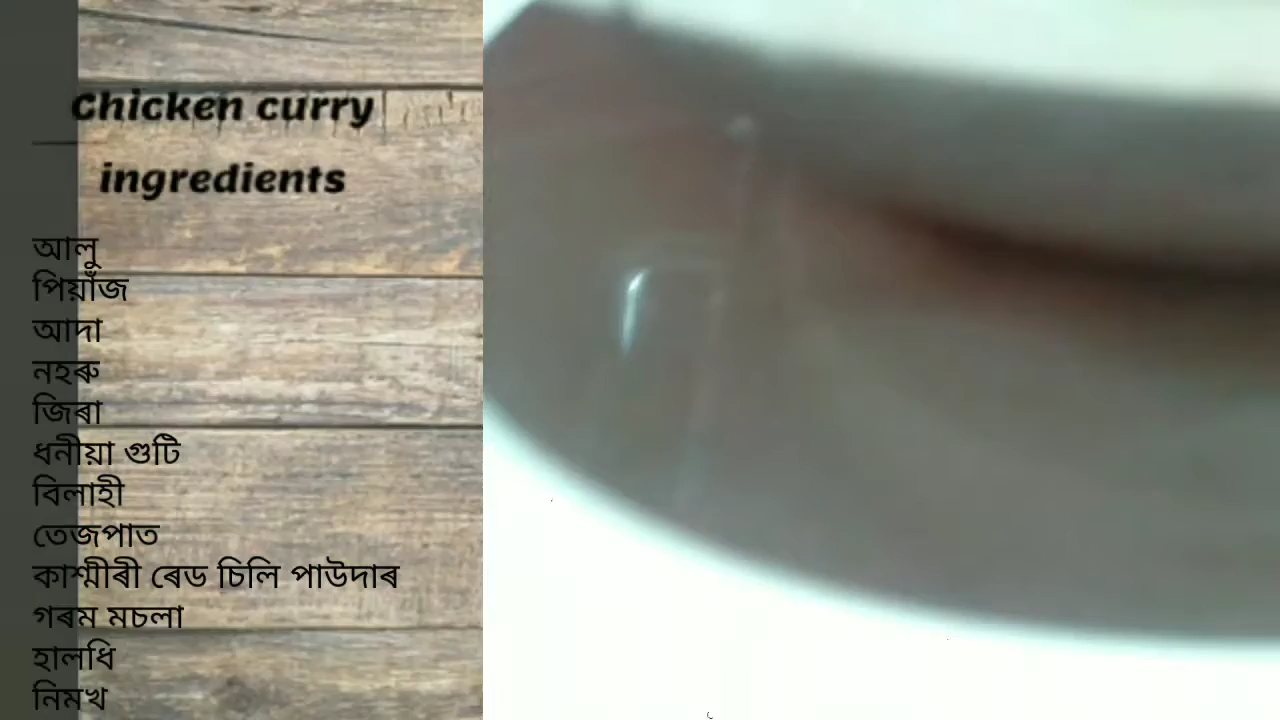 Chicken curry
ingredients
আলু
পিয়াঁজ
আদা
নহৰু
জিৰা
ধনীয়া গুটি
বিলাহী
তেজপাত
কাশ্মীৰী ৰেড চিলি পাউদাৰ
গৰম মচলা
হালধি
নিমখ